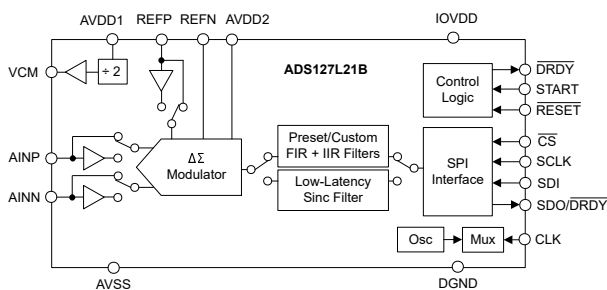 AVDD1 REFP REFN AVDD2 IOVDD
VCM
÷ 2
ADS127L21B
Control
Logic
DRDY
START
RESET
AINP
AINN
ΔΣ
Modulator
Preset/Custom
FIR + IIR Filters
Low-Latency
Sinc Filter
SPI
Interface
CS
SCLK
SDI
SDO/DRDY
Osc
Mux
CLK
AVSS
DGND